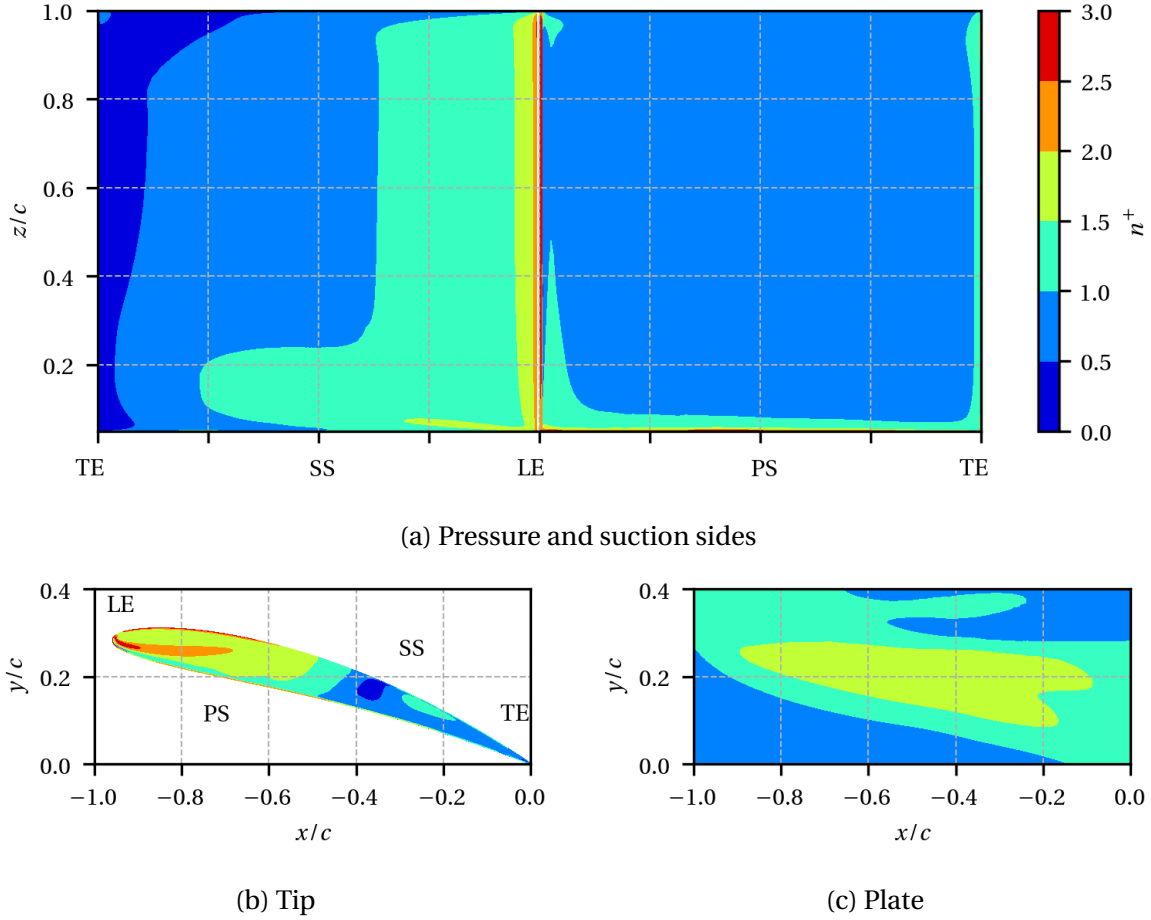 1.0
0.8
0.6
0.4
0.2
z/c
TE
SS
LE
PS
TE
3.0
2.5
2.0
1.5
1.0
0.5
0.0
n⁺
(a) Pressure and suction sides
0.4
0.2
0.0
y/c
LE
SS
PS
TE
−1.0 −0.8 −0.6 −0.4 −0.2 0.0
x/c
(b) Tip
0.4
0.2
0.0
y/c
−1.0 −0.8 −0.6 −0.4 −0.2 0.0
x/c
(c) Plate